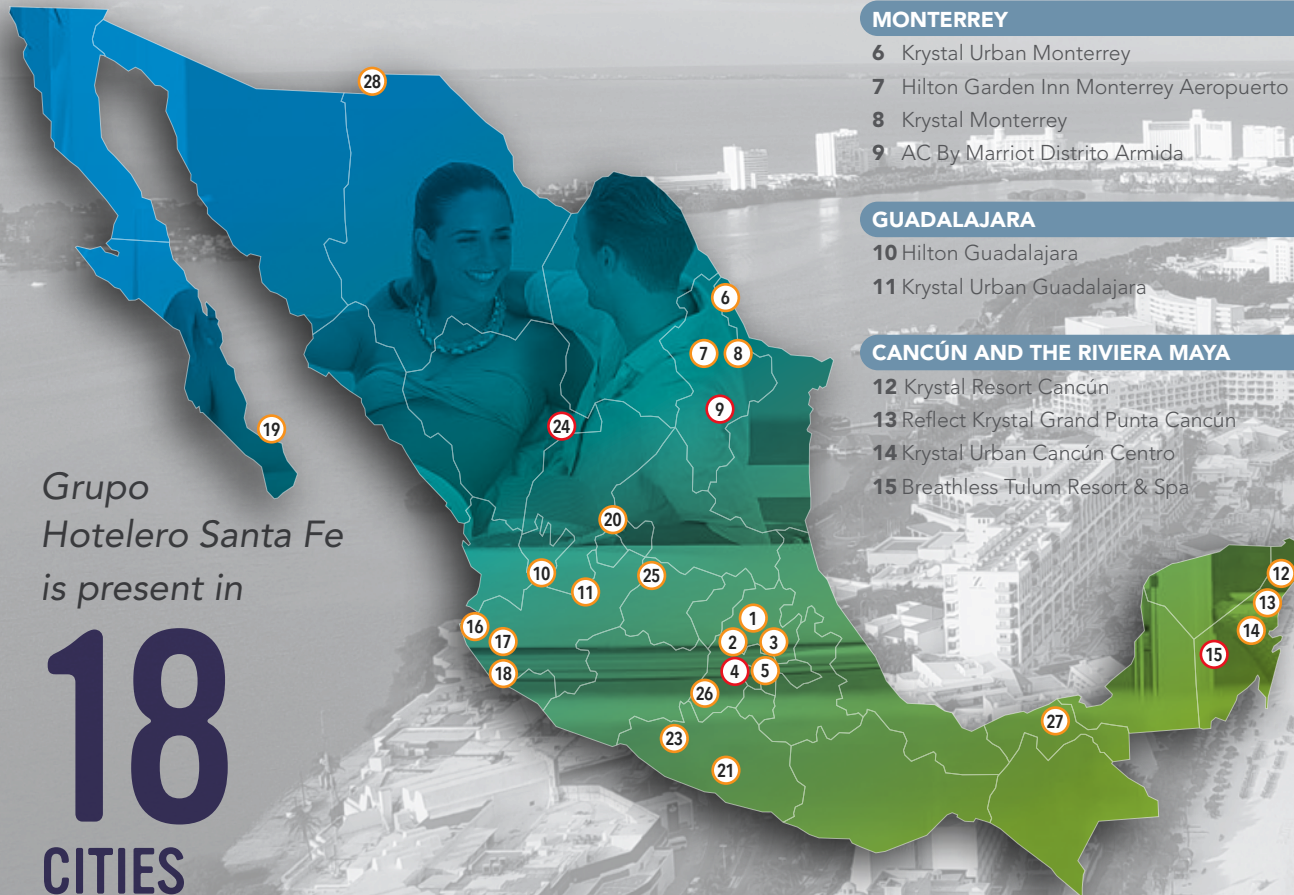 Grupo
Hotelero Santa Fe
is present in
18
CITIES
MONTERREY
6 Krystal Urban Monterrey
7 Hilton Garden Inn Monterrey Aeropuerto
8 Krystal Monterrey
9 AC By Marriot Distrito Armida
GUADALAJARA
10 Hilton Guadalajara
11 Krystal Urban Guadalajara
CANCÚN AND THE RIVIERA MAYA
12 Krystal Resort Cancún
13 Reflect Krystal Grand Punta Cancún
14 Krystal Urban Cancún Centro
15 Breathless Tulum Resort & Spa
28
6
7 8
9
19
24
20
10
25
11
12
13
14
15
1
16
2 3
17
4 5
18
26
27
23
21